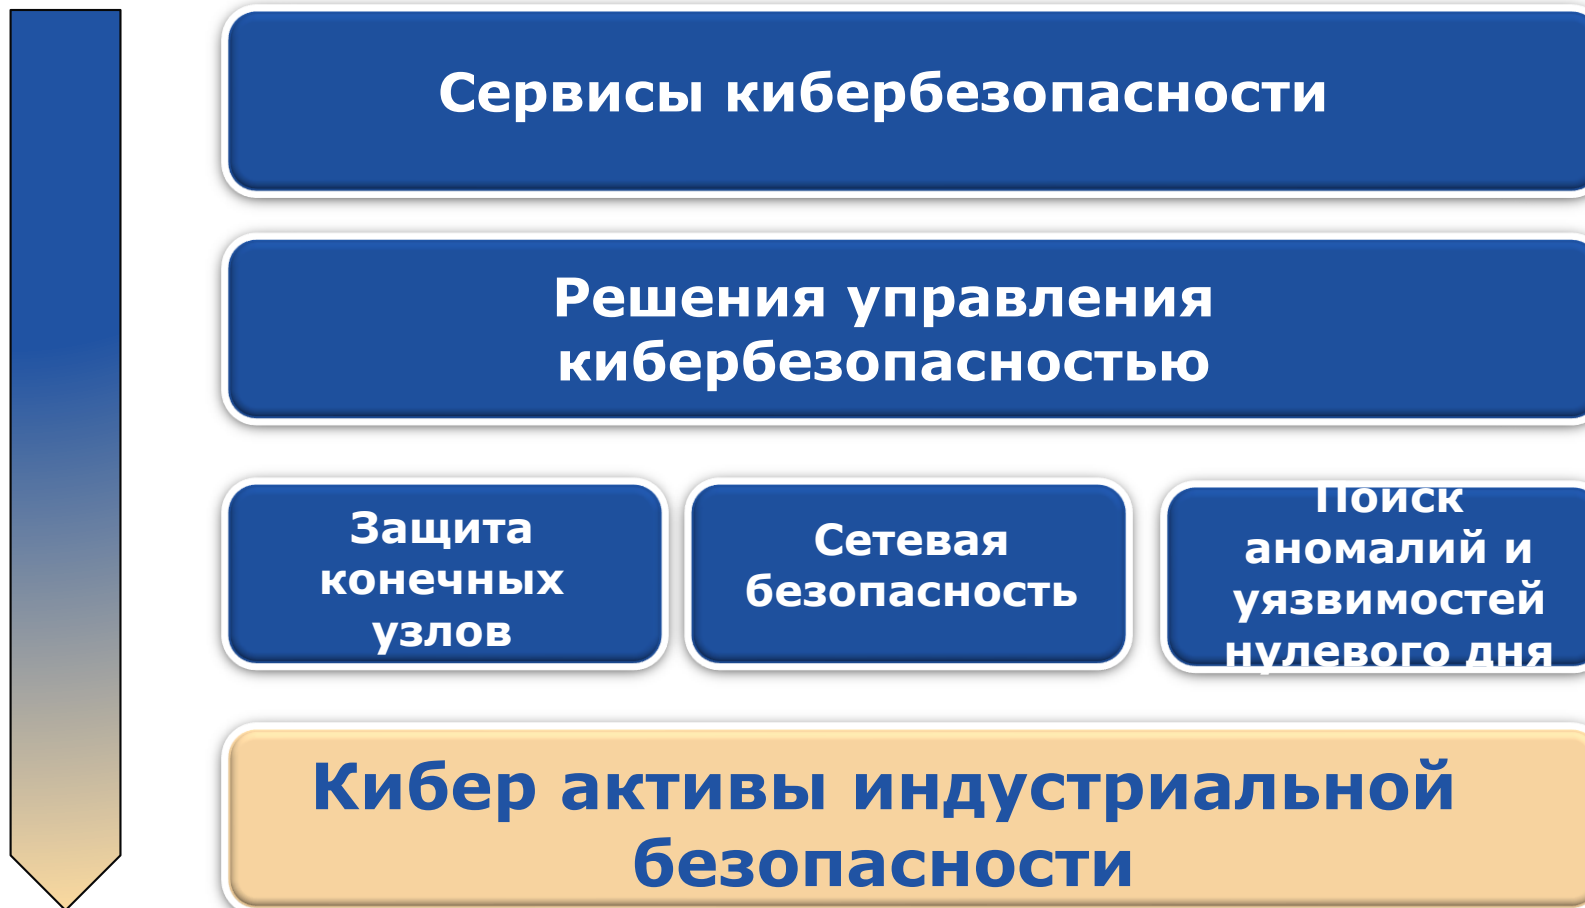 Сервисы кибербезопасности
Решения управления
кибербезопасностью
Защита
конечных
узлов
Сетевая
безопасность
Поиск
аномалий и
уязвимостей
нулевого дня
Кибер активы индустриальной
безопасности